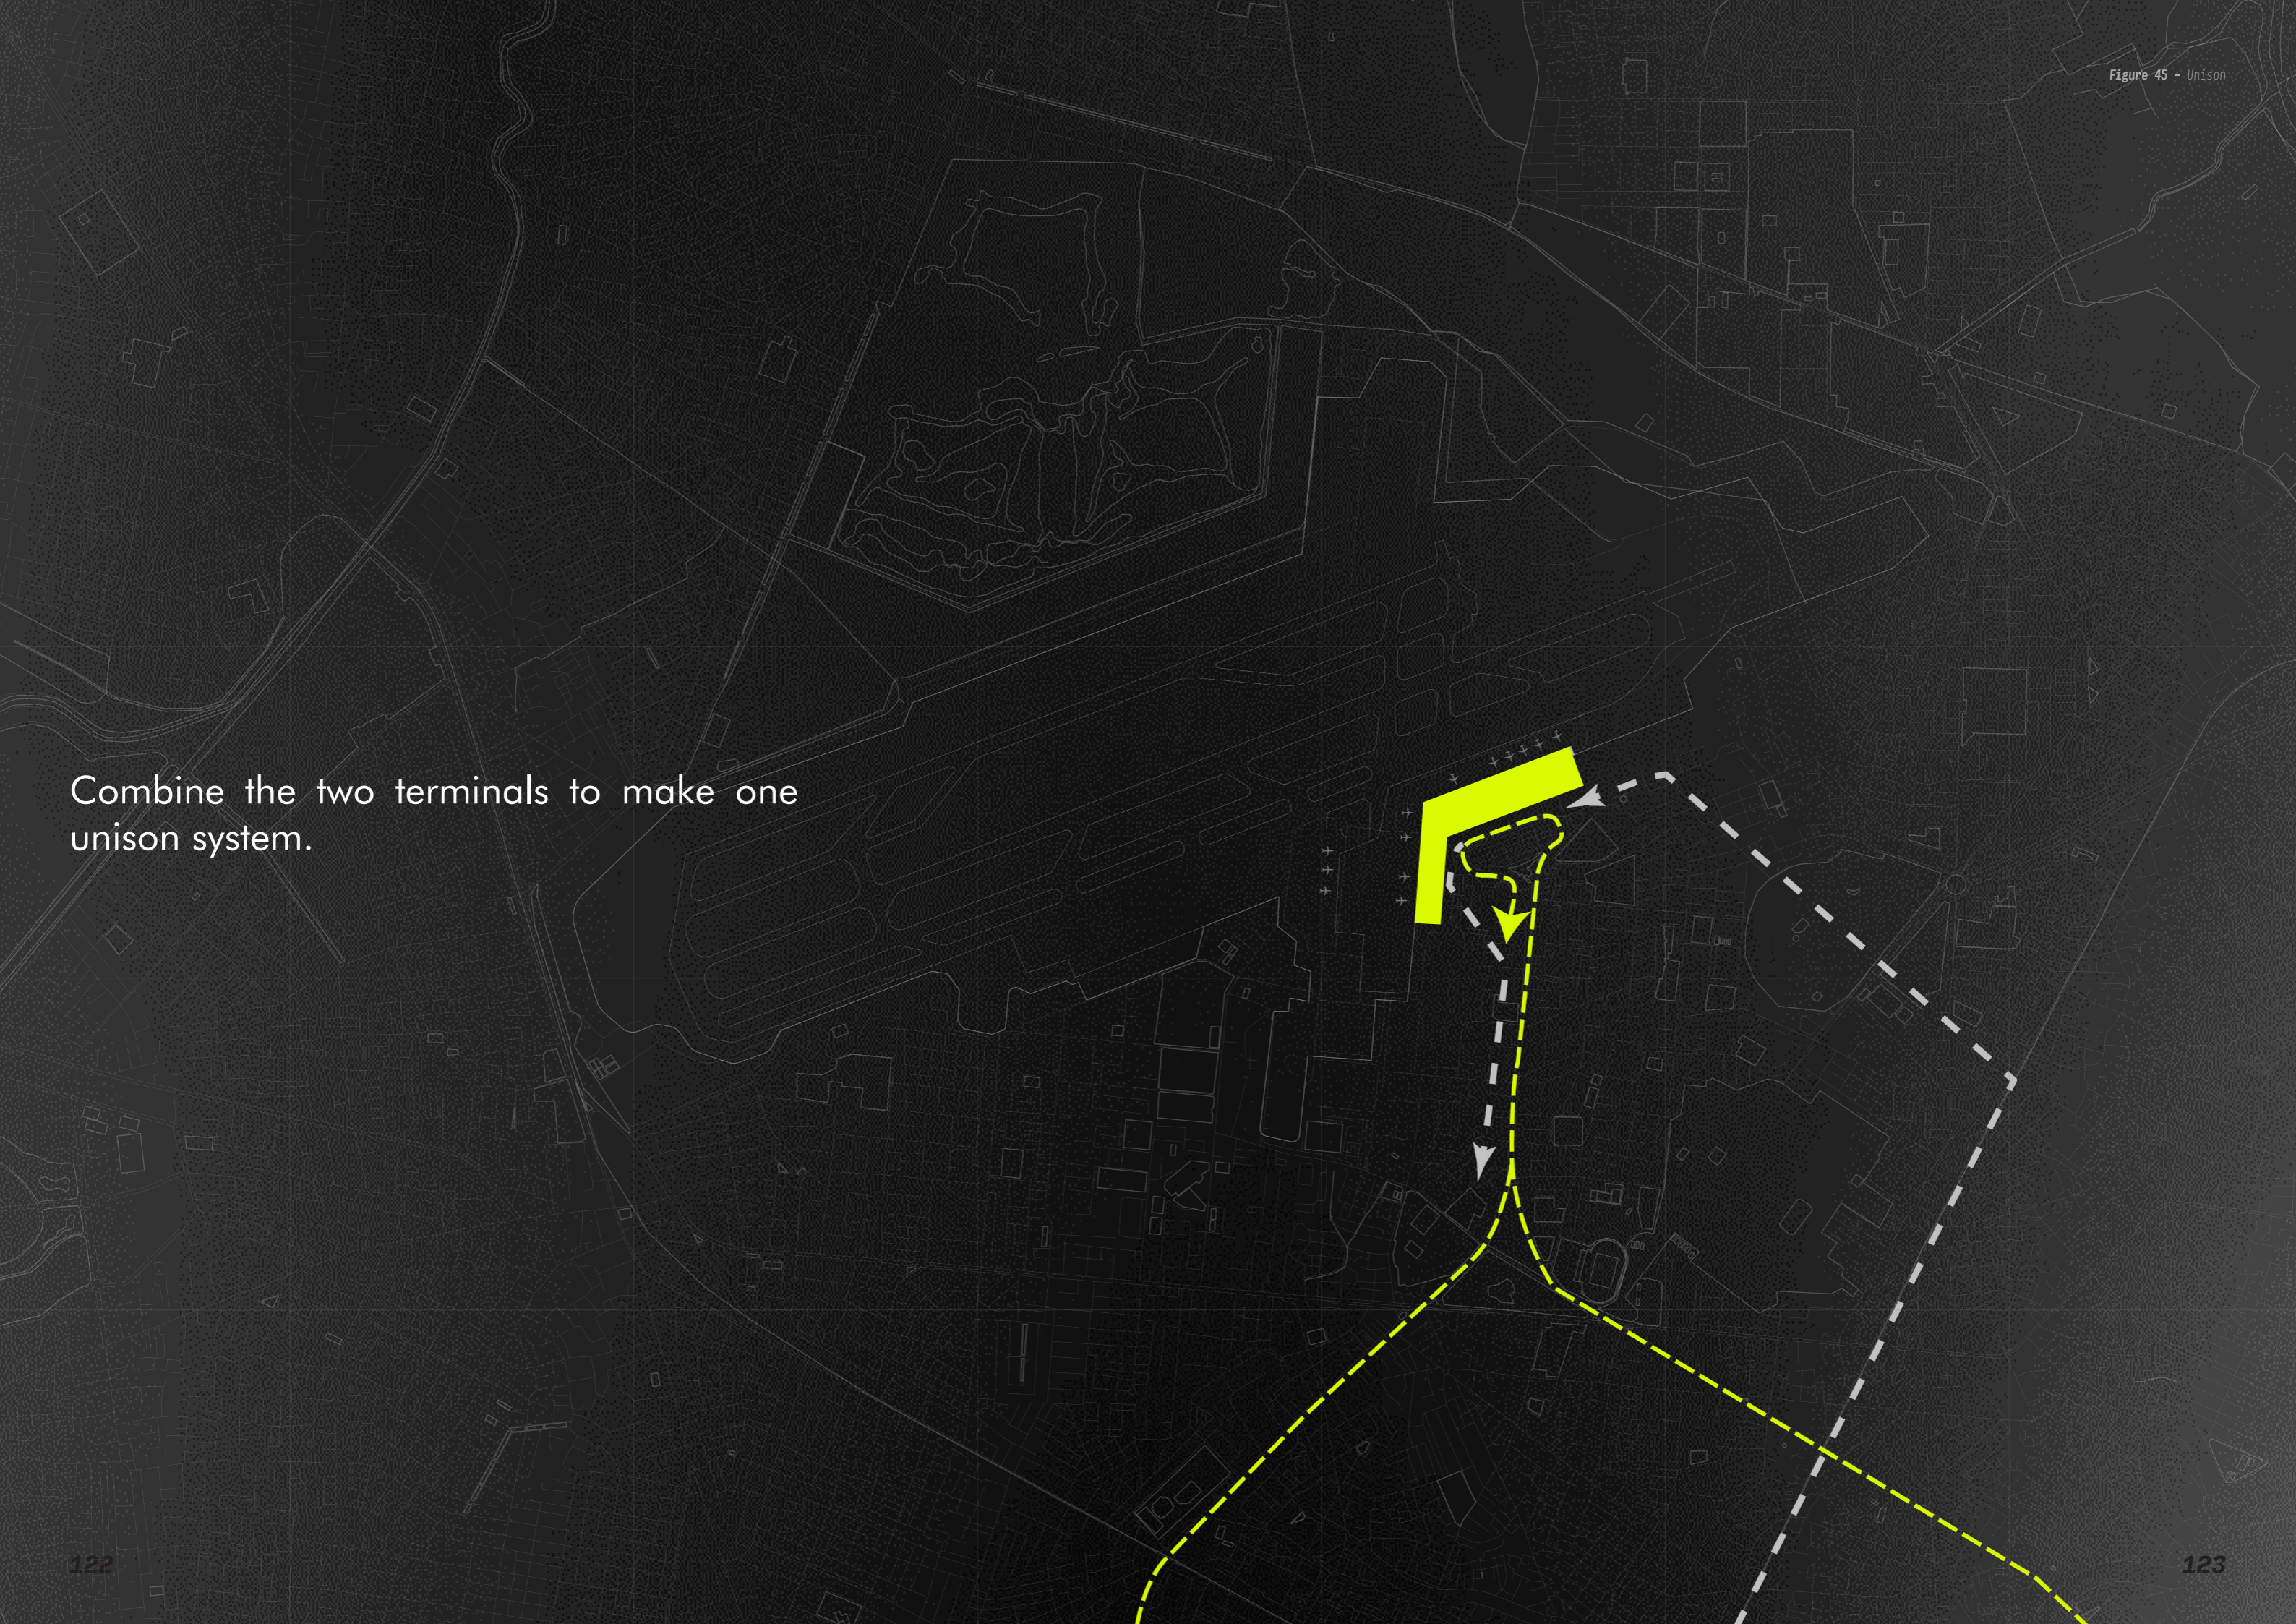 Figure 45 – Unison
Combine the two terminals to make one
unison system.
122
123